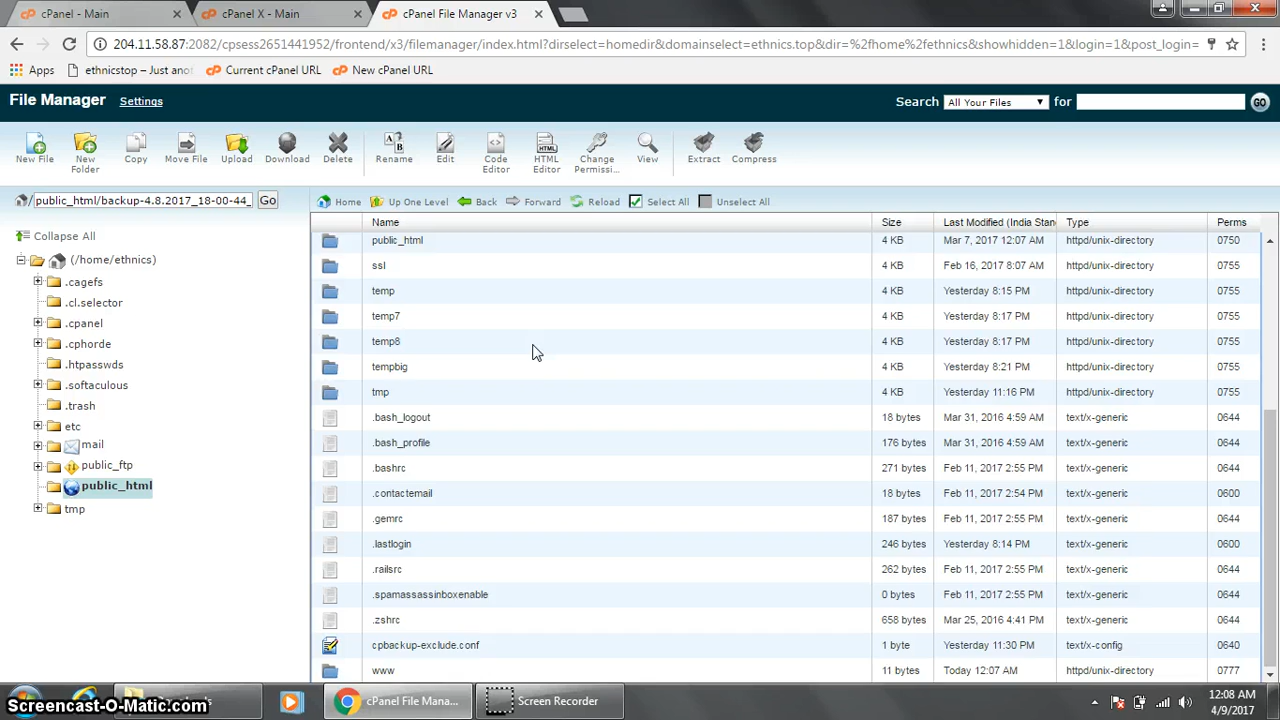 cPanel - Main
cPanel X - Main
cPanel File Manager v3
204.11.58.87:2082/cpsess2651441952/frontend/x3/filemanager/index.html?dirselect=homedir&domainselect=ethnics.top&dir=%2fhome%2fethnics&showhidden=1&login=1&post_login=
Apps
ethnicstop – Just ano
Current cPanel URL
New cPanel URL
File Manager
Settings
Search
All Your Files
for
GO
New File
New Folder
Copy
Move File
Upload
Download
Delete
Rename
Edit
Code Editor
HTML Editor
Change Permissi...
View
Extract
Compress
/ public_html/backup-4.8.2017_18-00-44_
Go
Home
Up One Level
Back
Forward
Reload
Select All
Unselect All
Collapse All
(/home/ethnics)
.cagefs
.cl.selector
.cpanel
.cphorde
.htpasswds
.softaculous
.trash
etc
mail
public_ftp
public_html
tmp
Name Size Last Modified (India Stan Type Perms
public_html 4 KB Mar 7, 2017 12:07 AM httpd/unix-directory 0750
ssl 4 KB Feb 16, 2017 8:07 AM httpd/unix-directory 0755
temp 4 KB Yesterday 8:15 PM httpd/unix-directory 0755
temp7 4 KB Yesterday 8:17 PM httpd/unix-directory 0755
temp8 4 KB Yesterday 8:17 PM httpd/unix-directory 0755
tempbig 4 KB Yesterday 8:21 PM httpd/unix-directory 0755
tmp 4 KB Yesterday 11:16 PM httpd/unix-directory 0755
.bash_logout 18 bytes Mar 31, 2016 4:59 AM text/x-generic 0644
.bash_profile 176 bytes Mar 31, 2016 4:59 AM text/x-generic 0644
.bashrc 271 bytes Feb 11, 2017 2:55 PM text/x-generic 0644
.contactemail 18 bytes Feb 11, 2017 2:54 PM text/x-generic 0600
.gemrc 187 bytes Feb 11, 2017 2:55 PM text/x-generic 0644
.lastlogin 246 bytes Yesterday 8:14 PM text/x-generic 0600
.railsrc 262 bytes Feb 11, 2017 2:55 PM text/x-generic 0644
.spamassassinboxenable 0 bytes Feb 11, 2017 2:55 PM text/x-generic 0644
.zshrc 658 bytes Mar 25, 2016 4:41 PM text/x-generic 0644
cpbackup-exclude.conf 1 byte Yesterday 11:30 PM text/x-config 0640
www 11 bytes Today 12:07 AM httpd/unix-directory 0777
cPanel File Mana...
Screen Recorder
12:08 AM
4/9/2017
Screencast-O-Matic.com